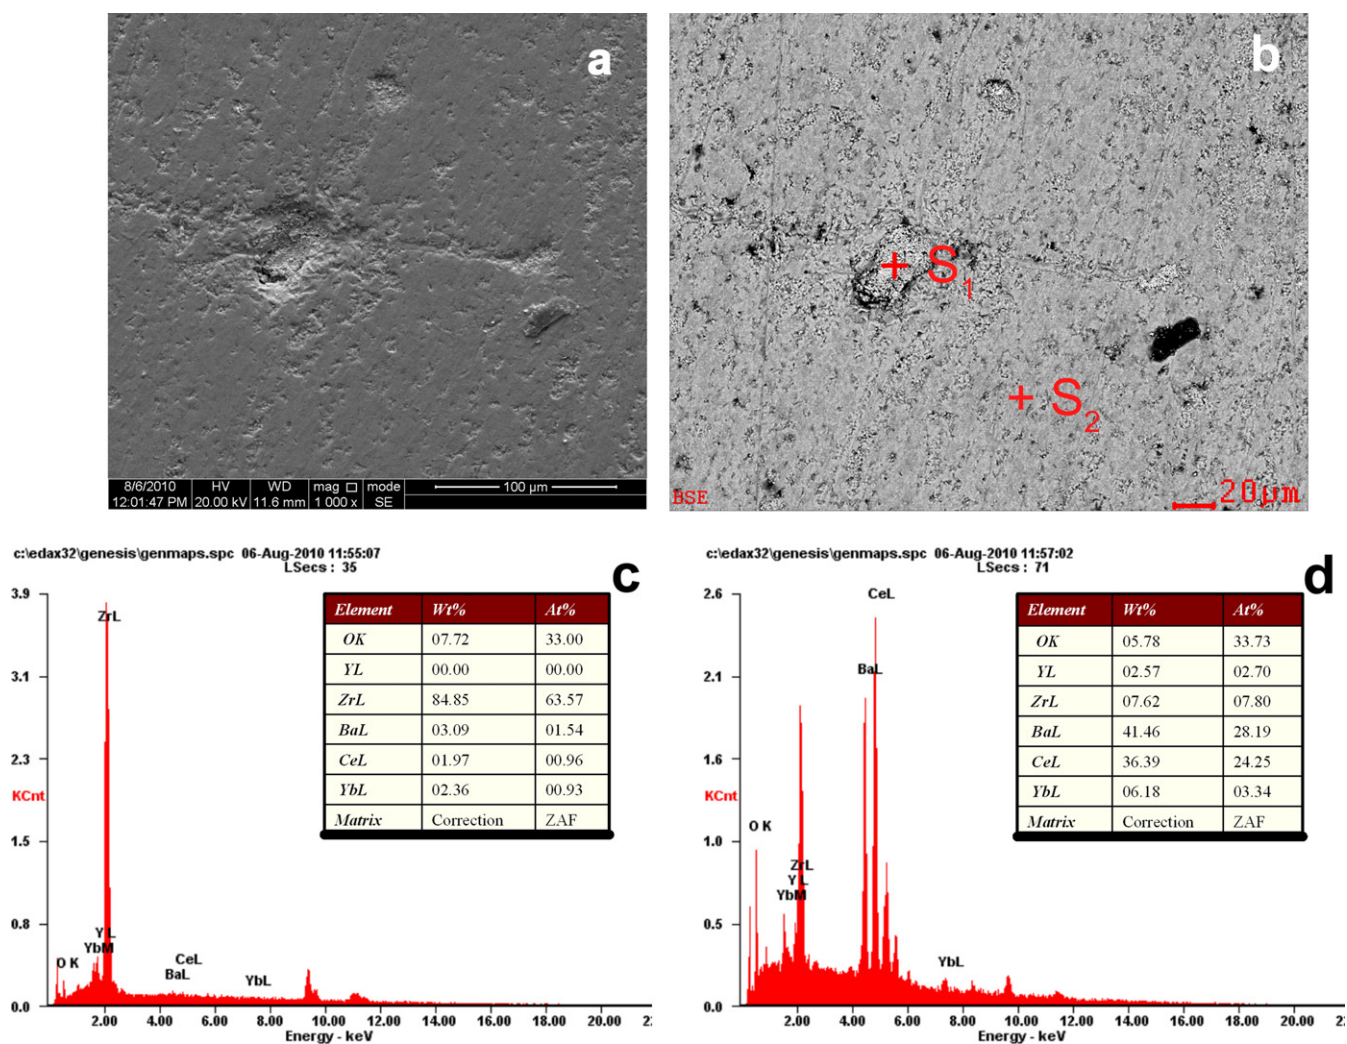 a
8/6/2010 HV WD mag □ mode
12:01:47 PM 20.00 kV 11.6 mm 1 000 x SE
100 µm
b
+ S1
+ S2
BSE
20µm
c:\edax32\genesis\genmaps.spc 06-Aug-2010 11:55:07
LSecs : 35
c
3.9
3.1
2.3
KCnt
1.5
0.8
0.0
ZrL
Y L
YbM
O K
CeL
BaL
YbL
Element Wt% At%
OK 07.72 33.00
YL 00.00 00.00
ZrL 84.85 63.57
BaL 03.09 01.54
CeL 01.97 00.96
YbL 02.36 00.93
Matrix Correction ZAF
2.00 4.00 6.00 8.00 10.00 12.00 14.00 16.00 18.00 20.00 22
Energy - keV
c:\edax32\genesis\genmaps.spc 06-Aug-2010 11:57:02
LSecs : 71
d
2.6
2.1
1.6
KCnt
1.0
0.5
0.0
CeL
BaL
O K
ZrL
Y L
YbM
YbL
Element Wt% At%
OK 05.78 33.73
YL 02.57 02.70
ZrL 07.62 07.80
BaL 41.46 28.19
CeL 36.39 24.25
YbL 06.18 03.34
Matrix Correction ZAF
2.00 4.00 6.00 8.00 10.00 12.00 14.00 16.00 18.00 20.00 22
Energy - keV